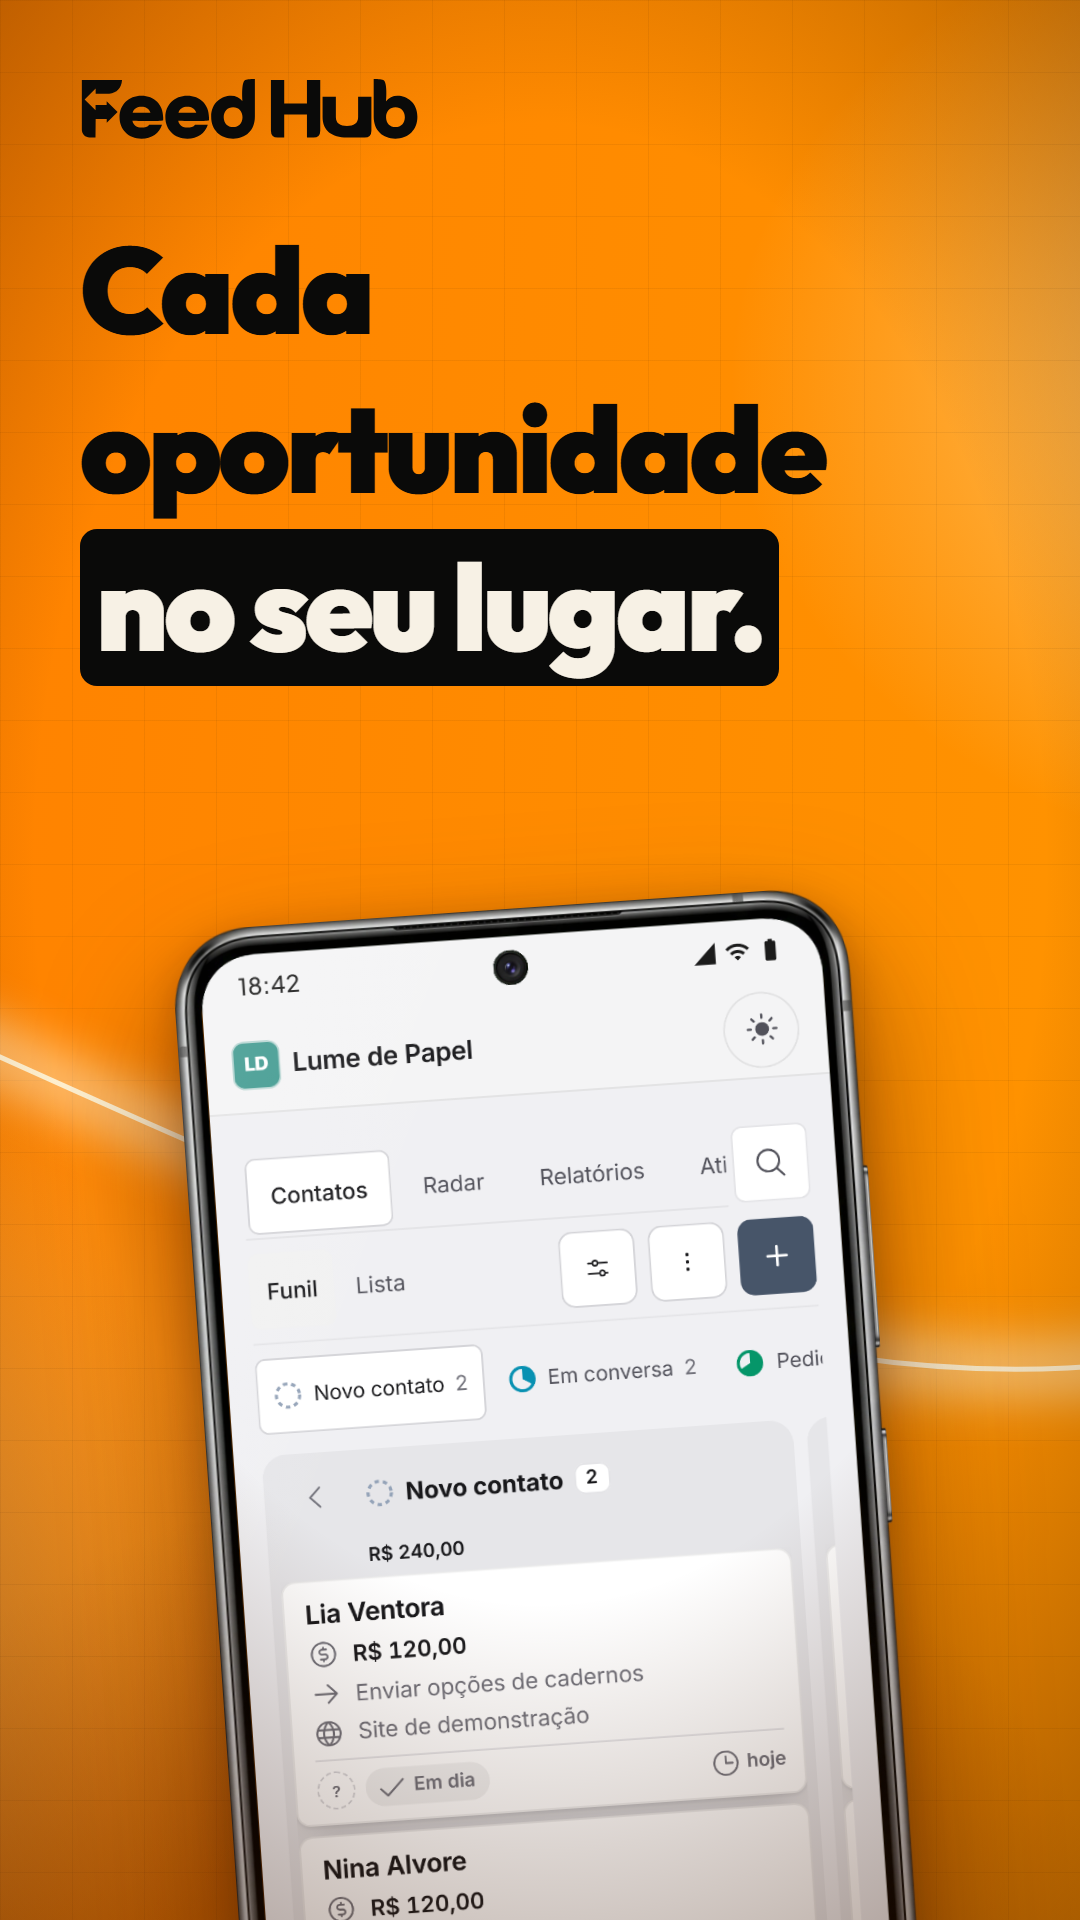 Feed Hub
Cada
oportunidade
no seu lugar.
18:42
LD Lume de Papel
Contatos Radar Relatórios Ati
Funil Lista
Novo contato 2 Em conversa 2 Pedi
Novo contato 2
R$ 240,00
Lia Ventora
R$ 120,00
Enviar opções de cadernos
Site de demonstração
? Em dia hoje
Nina Alvore
R$ 120,00